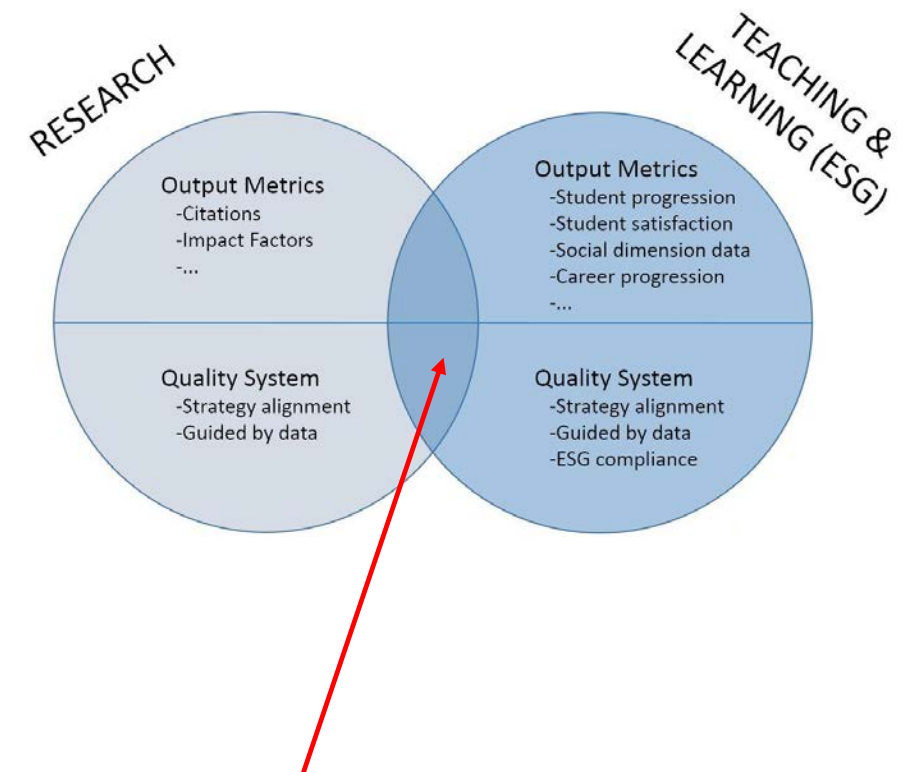 RESEARCH
TEACHING &
LEARNING (ESG)
Output Metrics
-Citations
-Impact Factors
-...
Output Metrics
-Student progression
-Student satisfaction
-Social dimension data
-Career progression
-...
Quality System
-Strategy alignment
-Guided by data
Quality System
-Strategy alignment
-Guided by data
-ESG compliance